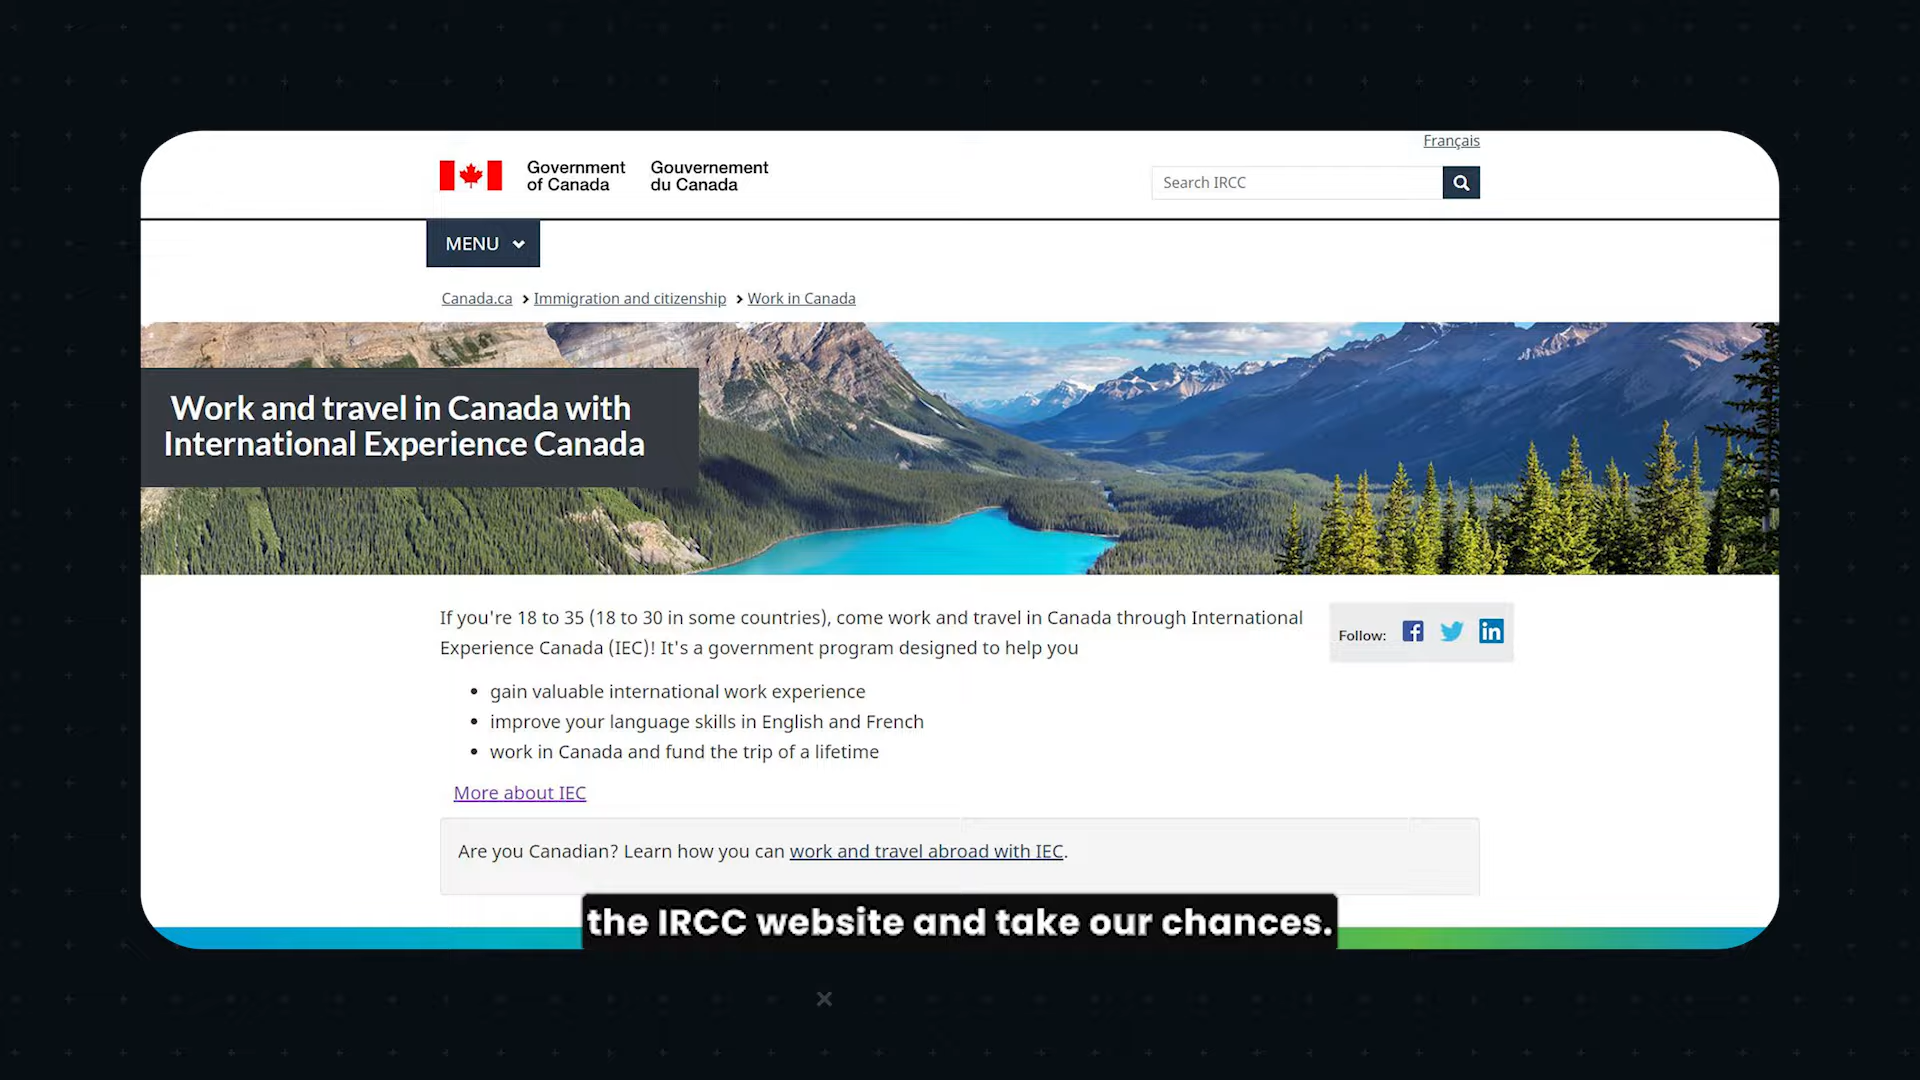 Français
Government
of Canada
Gouvernement
du Canada
Search IRCC
MENU
Canada.ca > Immigration and citizenship > Work in Canada
Work and travel in Canada with
International Experience Canada
If you're 18 to 35 (18 to 30 in some countries), come work and travel in Canada through International
Experience Canada (IEC)! It's a government program designed to help you
Follow:
• gain valuable international work experience
• improve your language skills in English and French
• work in Canada and fund the trip of a lifetime
More about IEC
Are you Canadian? Learn how you can work and travel abroad with IEC.
the IRCC website and take our chances.